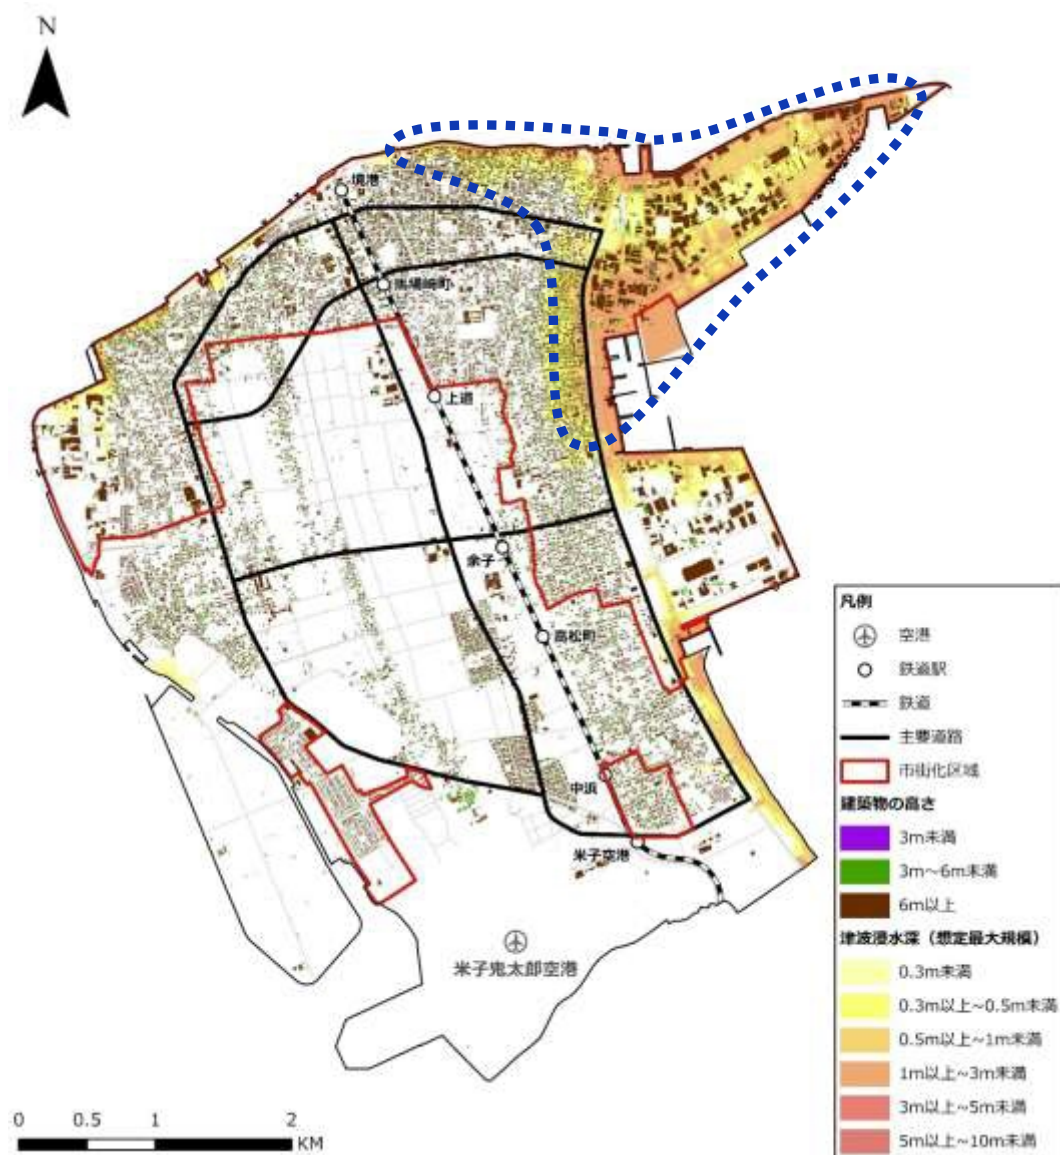 N
境港
馬場崎町
上道
余子
高松町
中浜
米子空港
米子鬼太郎空港
凡例
空港
鉄道駅
鉄道
主要道路
市街化区域
建築物の高さ
3m未満
3m～6m未満
6m以上
津波浸水深（想定最大規模）
0.3m未満
0.3m以上~0.5m未満
0.5m以上~1m未満
1m以上~3m未満
3m以上~5m未満
5m以上~10m未満
0 0.5 1 2
KM